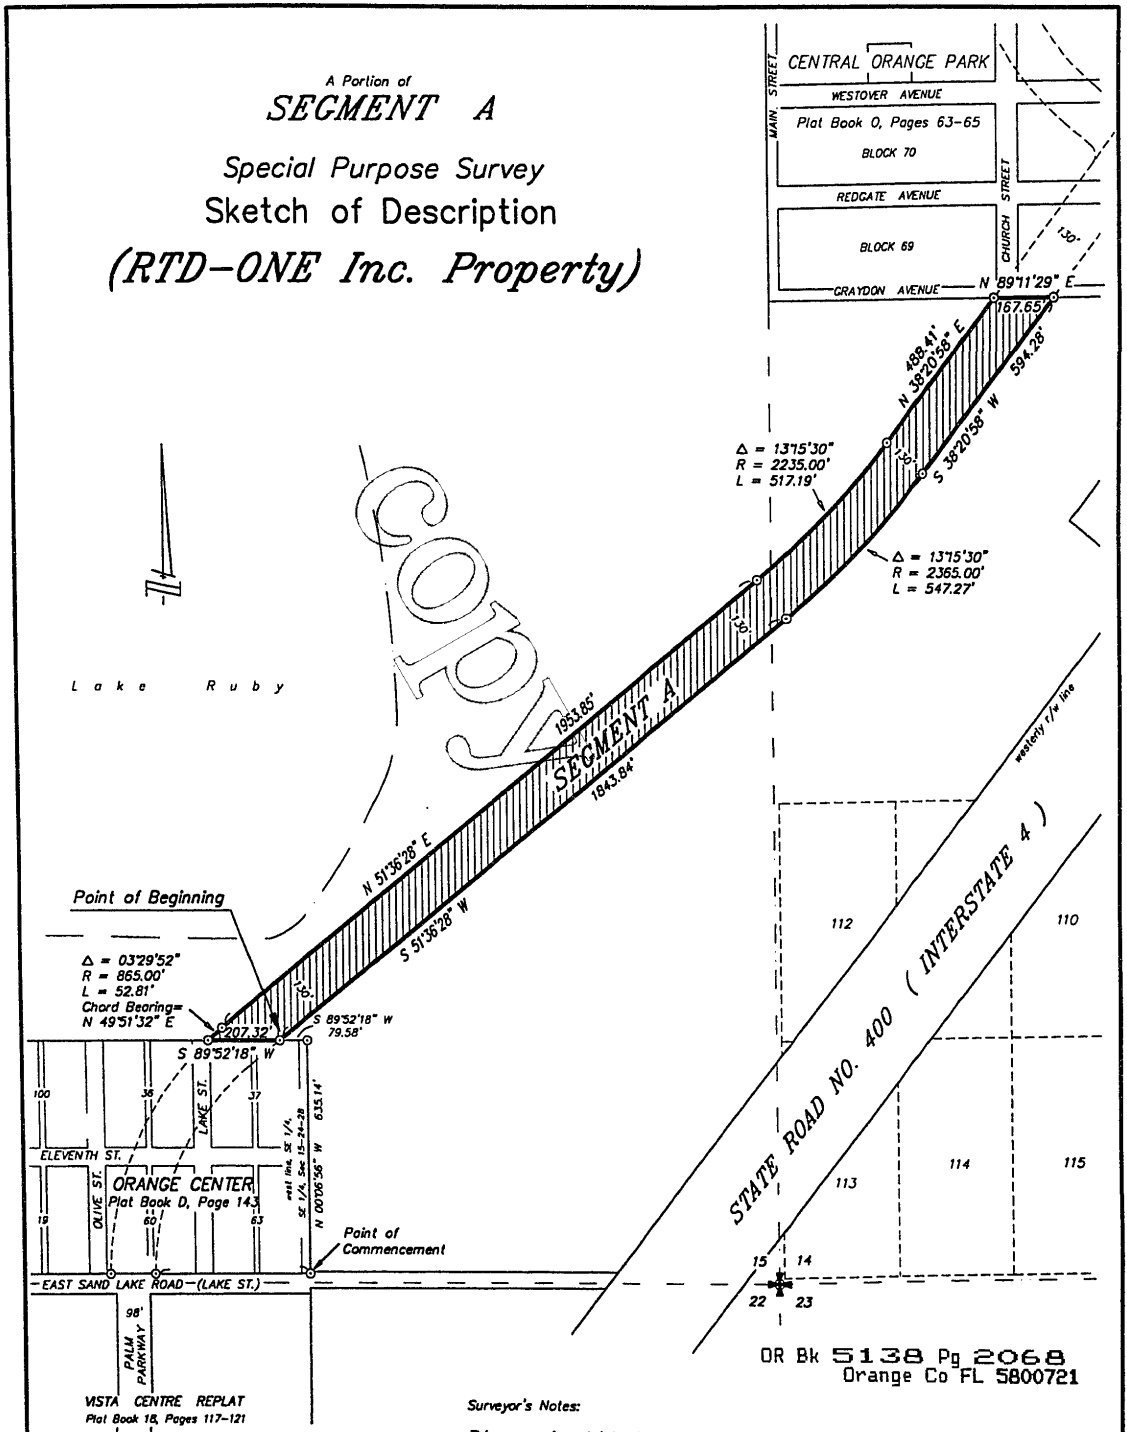 A Portion of
SEGMENT A
Special Purpose Survey
Sketch of Description
(RTD-ONE Inc. Property)
CENTRAL ORANGE PARK
MAIN STREET
WESTOVER AVENUE
Plat Book O, Pages 63-65
BLOCK 70
REDGATE AVENUE
CHURCH STREET
BLOCK 69
130'
GRAYDON AVENUE
N 89°11'29" E
167.65'
488.41'
N 38°20'58" E
594.28'
S 38°20'58" W
130'
Δ = 13°15'30"
R = 2235.00'
L = 517.19'
Δ = 13°15'30"
R = 2365.00'
L = 547.27'
130'
copy
N
Lake Ruby
1953.85'
SEGMENT A
1843.84'
westerly r/w line
N 51°36'28" E
S 51°36'28" W
Point of Beginning
Δ = 03°29'52"
R = 865.00'
L = 52.81'
Chord Bearing=
N 49°51'32" E
130'
207.32'
S 89°52'18" W
79.58'
S 89°52'18" W
112
110
STATE ROAD NO. 400 ( INTERSTATE 4 )
100
36
LAKE ST.
37
west line, SE 1/4,
SE 1/4, Sec 15-24-28
N 00°06'56" W 635.14'
ELEVENTH ST.
OLIVE ST.
ORANGE CENTER
Plat Book D, Page 143
19
60
63
113
114
115
Point of
Commencement
EAST SAND LAKE ROAD (LAKE ST.)
15
14
22
23
98'
PALM
PARKWAY
OR Bk 5138 Pg 2068
Orange Co FL 5800721
VISTA CENTRE REPLAT
Plat Book 18, Pages 117-121
Surveyor's Notes: